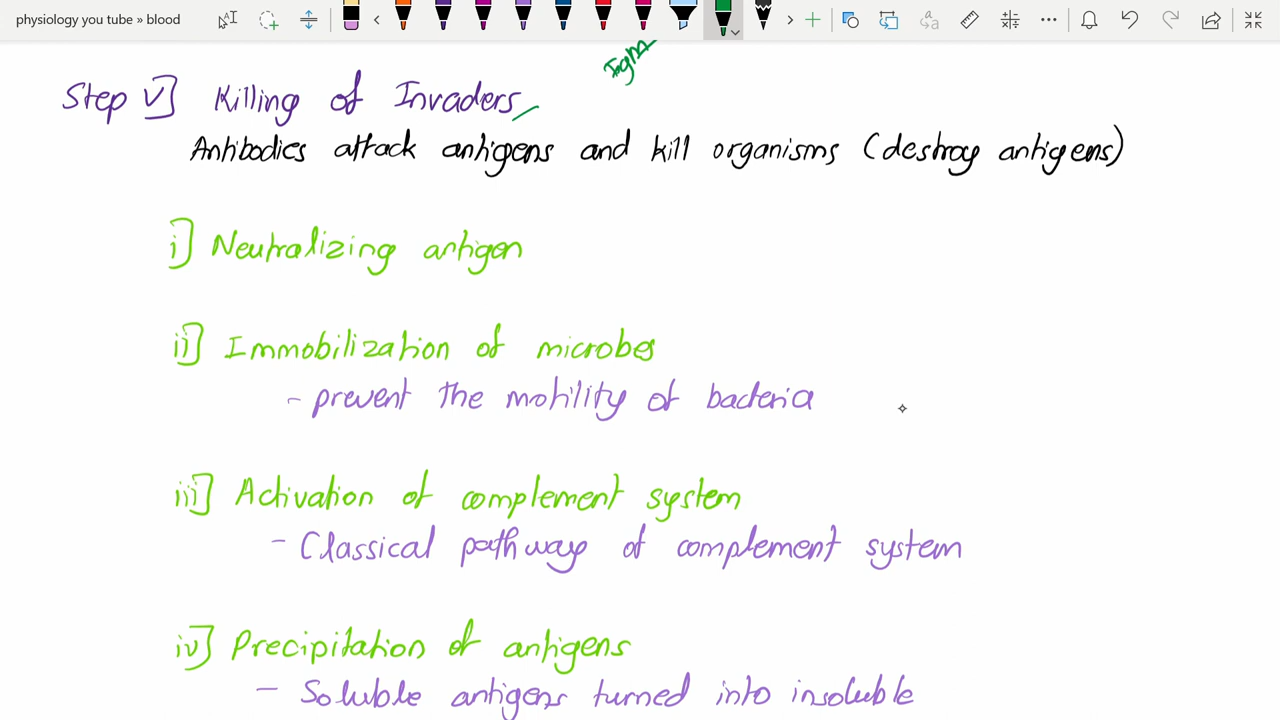 physiology you tube » blood
IgM
Step V] Killing of Invaders
Antibodies attack antigens and kill organisms (destroy antigens)
i] Neutralizing antigen
ii] Immobilization of microbes
- prevent the mobility of bacteria
iii] Activation of complement system
- Classical pathway of complement system
iv] Precipitation of antigens
- Soluble antigens turned into insoluble